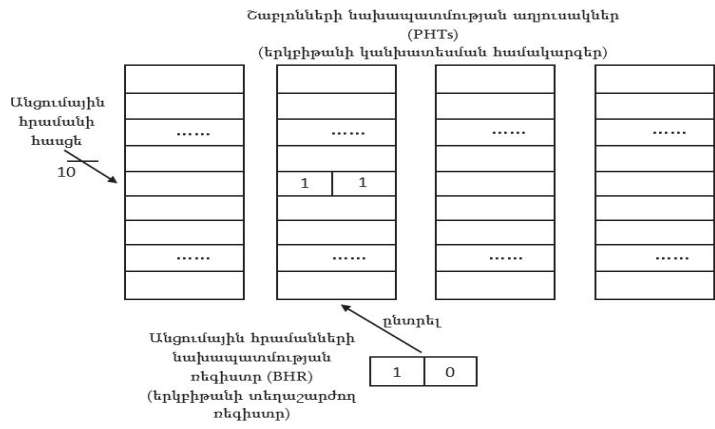 Շաբլոնների նախապատմության աղյուսակներ
(PHTs)
(երկբիթանի կանխատեսման համակարգեր)
Անցումային
հրամանի
հասցե
10
...... ...... ...... ......
1 1
...... ...... ...... ......
ընտրել
Անցումային հրամանների
նախապատմության
ռեգիստր (BHR)
(երկբիթանի տեղաշարժող
ռեգիստր)
1 0